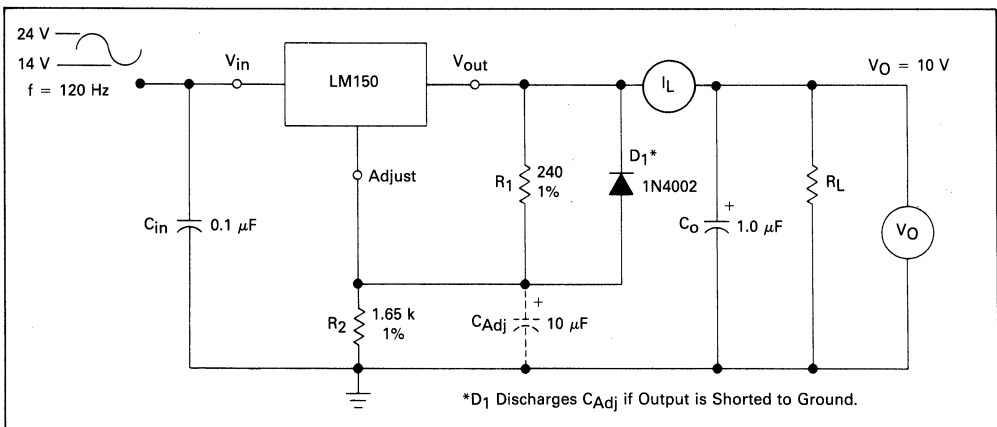 24 V
14 V
f = 120 Hz
Vin
LM150
Vout
IL
VO = 10 V
Adjust
R1
240
1%
D1*
1N4002
Cin
0.1 μF
Co
+
1.0 μF
RL
VO
R2
1.65 k
1%
CAdj
+
10 μF
*D1 Discharges CAdj if Output is Shorted to Ground.